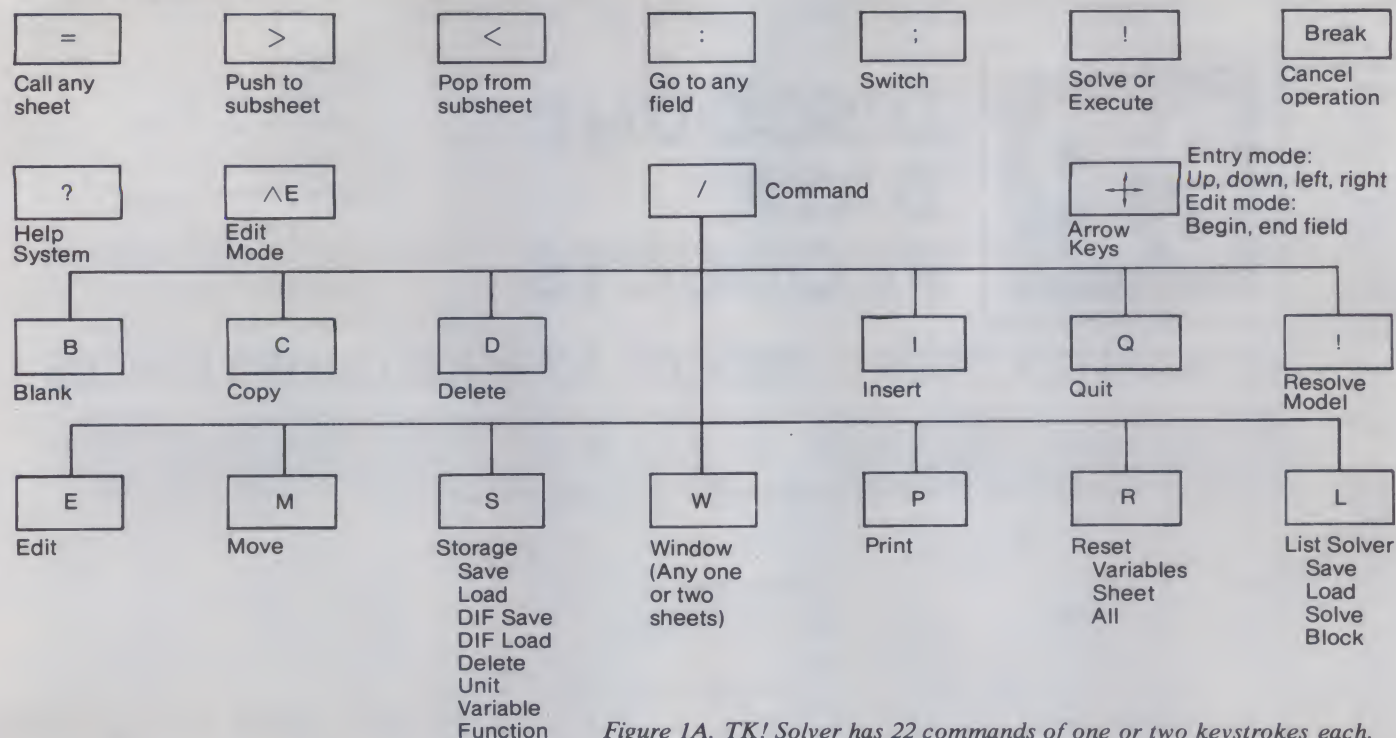 =
Call any
sheet
>
Push to
subsheet
<
Pop from
subsheet
:
Go to any
field
;
Switch
!
Solve or
Execute
Break
Cancel
operation
?
Help
System
∧E
Edit
Mode
/
Command
Arrow
Keys
Entry mode:
Up, down, left, right
Edit mode:
Begin, end field
B
Blank
C
Copy
D
Delete
I
Insert
Q
Quit
!
Resolve
Model
E
Edit
M
Move
S
Storage
Save
Load
DIF Save
DIF Load
Delete
Unit
Variable
Function
W
Window
(Any one
or two
sheets)
P
Print
R
Reset
Variables
Sheet
All
L
List Solver
Save
Load
Solve
Block
Figure 1A. TK! Solver has 22 commands of one or two keystrokes each.